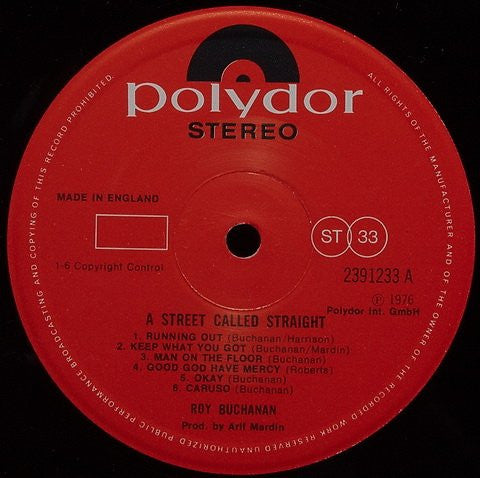 polydor
STEREO
MADE IN ENGLAND
ST 33
1-6 Copyright Control
2391233 A
℗ 1976
Polydor Int. GmbH
A STREET CALLED STRAIGHT
1. RUNNING OUT (Buchanan/Harrison)
2. KEEP WHAT YOU GOT (Buchanan/Mardin)
3. MAN ON THE FLOOR (Buchanan)
4. GOOD GOD HAVE MERCY (Roberts)
5. OKAY (Buchanan)
6. CARUSO (Buchanan)
ROY BUCHANAN
Prod. by Arif Mardin
ALL RIGHTS OF THE MANUFACTURER AND OF THE OWNER OF THE RECORDED WORK RESERVED UNAUTHORIZED PUBLIC PERFORMANCE BROADCASTING AND COPYING OF THIS RECORD PROHIBITED.